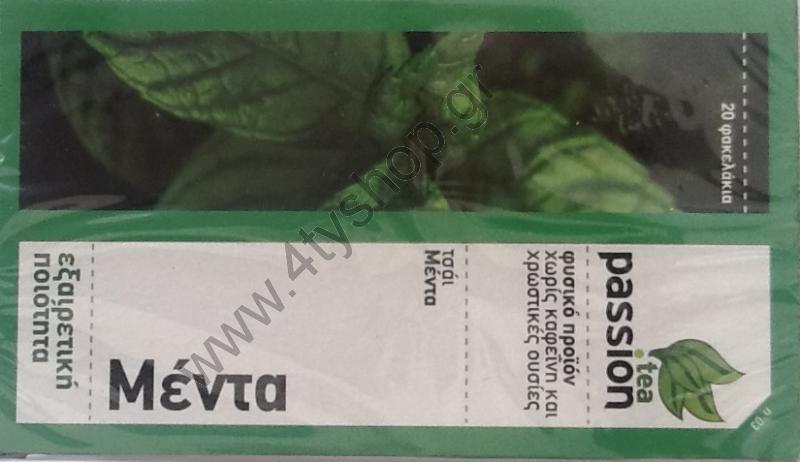 20 φακελάκια
passion
tea
φυσικό προϊόν
χωρίς καφεΐνη και
χρωστικές ουσίες
τσάι
Μέντα
Μέντα
εξαιρετική
ποιότητα
n. 03
www.4tyshop.gr